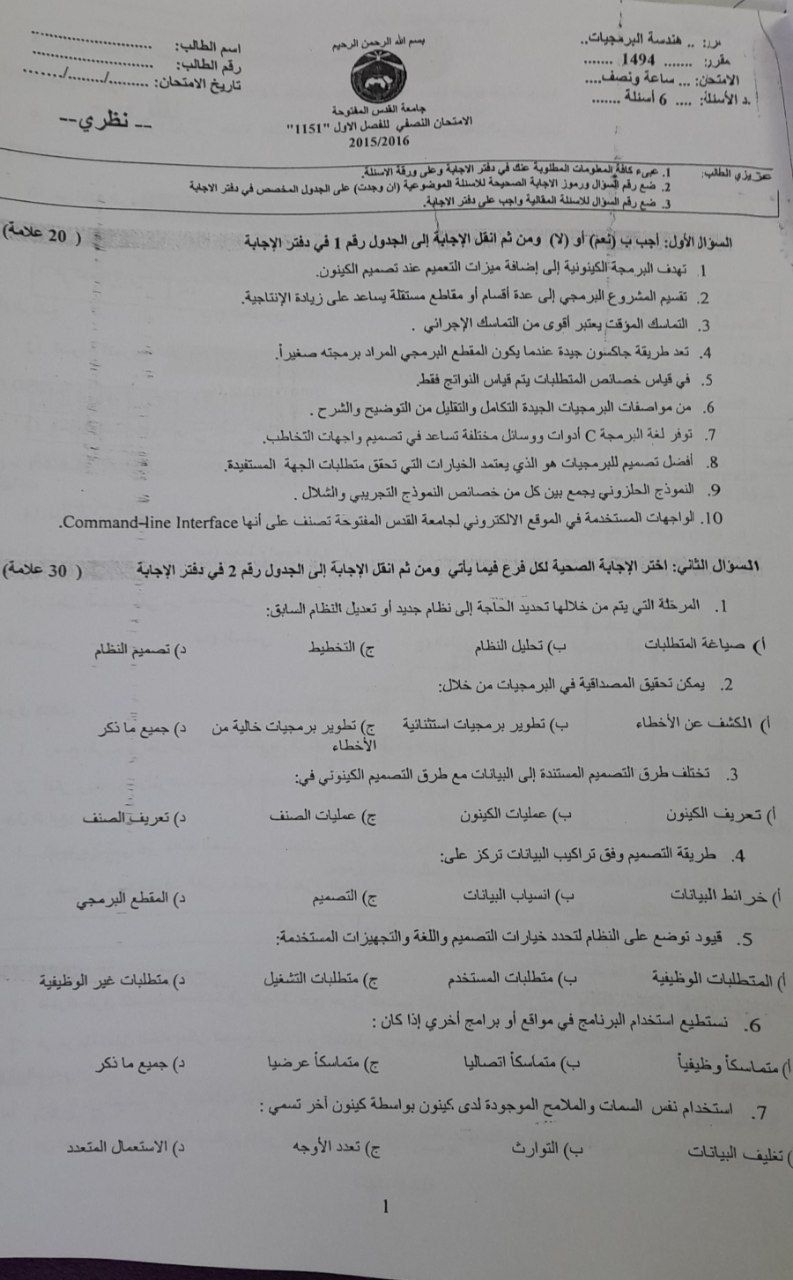 بسم الله الرحمن الرحيم
جامعة القدس المفتوحة
الامتحان النصفي للفصل الاول "1151"
2015/2016
هندسة البرمجيات..
مقرر: ....... 1494 .......
الامتحان: ... ساعة ونصف....
د الأسئلة: .... 6 أسئلة .......
اسم الطالب: ........................
رقم الطالب: ........................
تاريخ الامتحان: ........./......../.......
-- نظري--
عزيزي الطالب:
1. عبىء كافة المعلومات المطلوبة عنك في دفتر الاجابة وعلى ورقة الاسئلة.
2. ضع رقم السؤال ورموز الاجابة الصحيحة للاسئلة الموضوعية (ان وجدت) على الجدول المخصص في دفتر الاجابة
3. ضع رقم السؤال للاسئلة المقالية واجب على دفتر الاجابة.
السؤال الأول: أجب ب (نعم) أو (لا) ومن ثم انقل الإجابة إلى الجدول رقم 1 في دفتر الإجابة ( 20 علامة)
1. تهدف البرمجة الكينونية إلى إضافة ميزات التعميم عند تصميم الكينون.
2. تقسيم المشروع البرمجي إلى عدة أقسام أو مقاطع مستقلة يساعد على زيادة الإنتاجية.
3. التماسك المؤقت يعتبر أقوى من التماسك الإجرائي .
4. تعد طريقة جاكسون جيدة عندما يكون المقطع البرمجي المراد برمجته صغيراً.
5. في قياس خصائص المتطلبات يتم قياس النواتج فقط.
6. من مواصفات البرمجيات الجيدة التكامل والتقليل من التوضيح والشرح .
7. توفر لغة البرمجة C أدوات ووسائل مختلفة تساعد في تصميم واجهات التخاطب.
8. أفضل تصميم للبرمجيات هو الذي يعتمد الخيارات التي تحقق متطلبات الجهة المستفيدة.
9. النموذج الحلزوني يجمع بين كل من خصائص النموذج التجريبي والشلال .
10. الواجهات المستخدمة في الموقع الالكتروني لجامعة القدس المفتوحة تصنف على أنها Command-line Interface.
السؤال الثاني: اختر الإجابة الصحية لكل فرع فيما يأتي ومن ثم انقل الإجابة إلى الجدول رقم 2 في دفتر الإجابة ( 30 علامة)
1. المرحلة التي يتم من خلالها تحديد الحاجة إلى نظام جديد أو تعديل النظام السابق:
أ) صياغة المتطلبات ب) تحليل النظام ج) التخطيط د) تصميم النظام
2. يمكن تحقيق المصداقية في البرمجيات من خلال:
أ) الكشف عن الأخطاء ب) تطوير برمجيات استثنائية ج) تطوير برمجيات خالية من الأخطاء د) جميع ما ذكر
3. تختلف طرق التصميم المستندة إلى البيانات مع طرق التصميم الكينوني في:
أ) تعريف الكينون ب) عمليات الكينون ج) عمليات الصنف د) تعريف الصنف
4. طريقة التصميم وفق تراكيب البيانات تركز على:
أ) خرائط البيانات ب) انسياب البيانات ج) التصميم د) المقطع البرمجي
5. قيود توضع على النظام لتحدد خيارات التصميم واللغة والتجهيزات المستخدمة:
أ) المتطلبات الوظيفية ب) متطلبات المستخدم ج) متطلبات التشغيل د) متطلبات غير الوظيفية
6. نستطيع استخدام البرنامج في مواقع أو برامج أخري إذا كان :
أ) متماسكاً وظيفياً ب) متماسكاً اتصاليا ج) متماسكاً عرضيا د) جميع ما ذكر
7. استخدام نفس السمات والملامح الموجودة لدى كينون بواسطة كينون أخر تسمي :
) تغليف البيانات ب) التوارث ج) تعدد الأوجه د) الاستعمال المتعدد
1